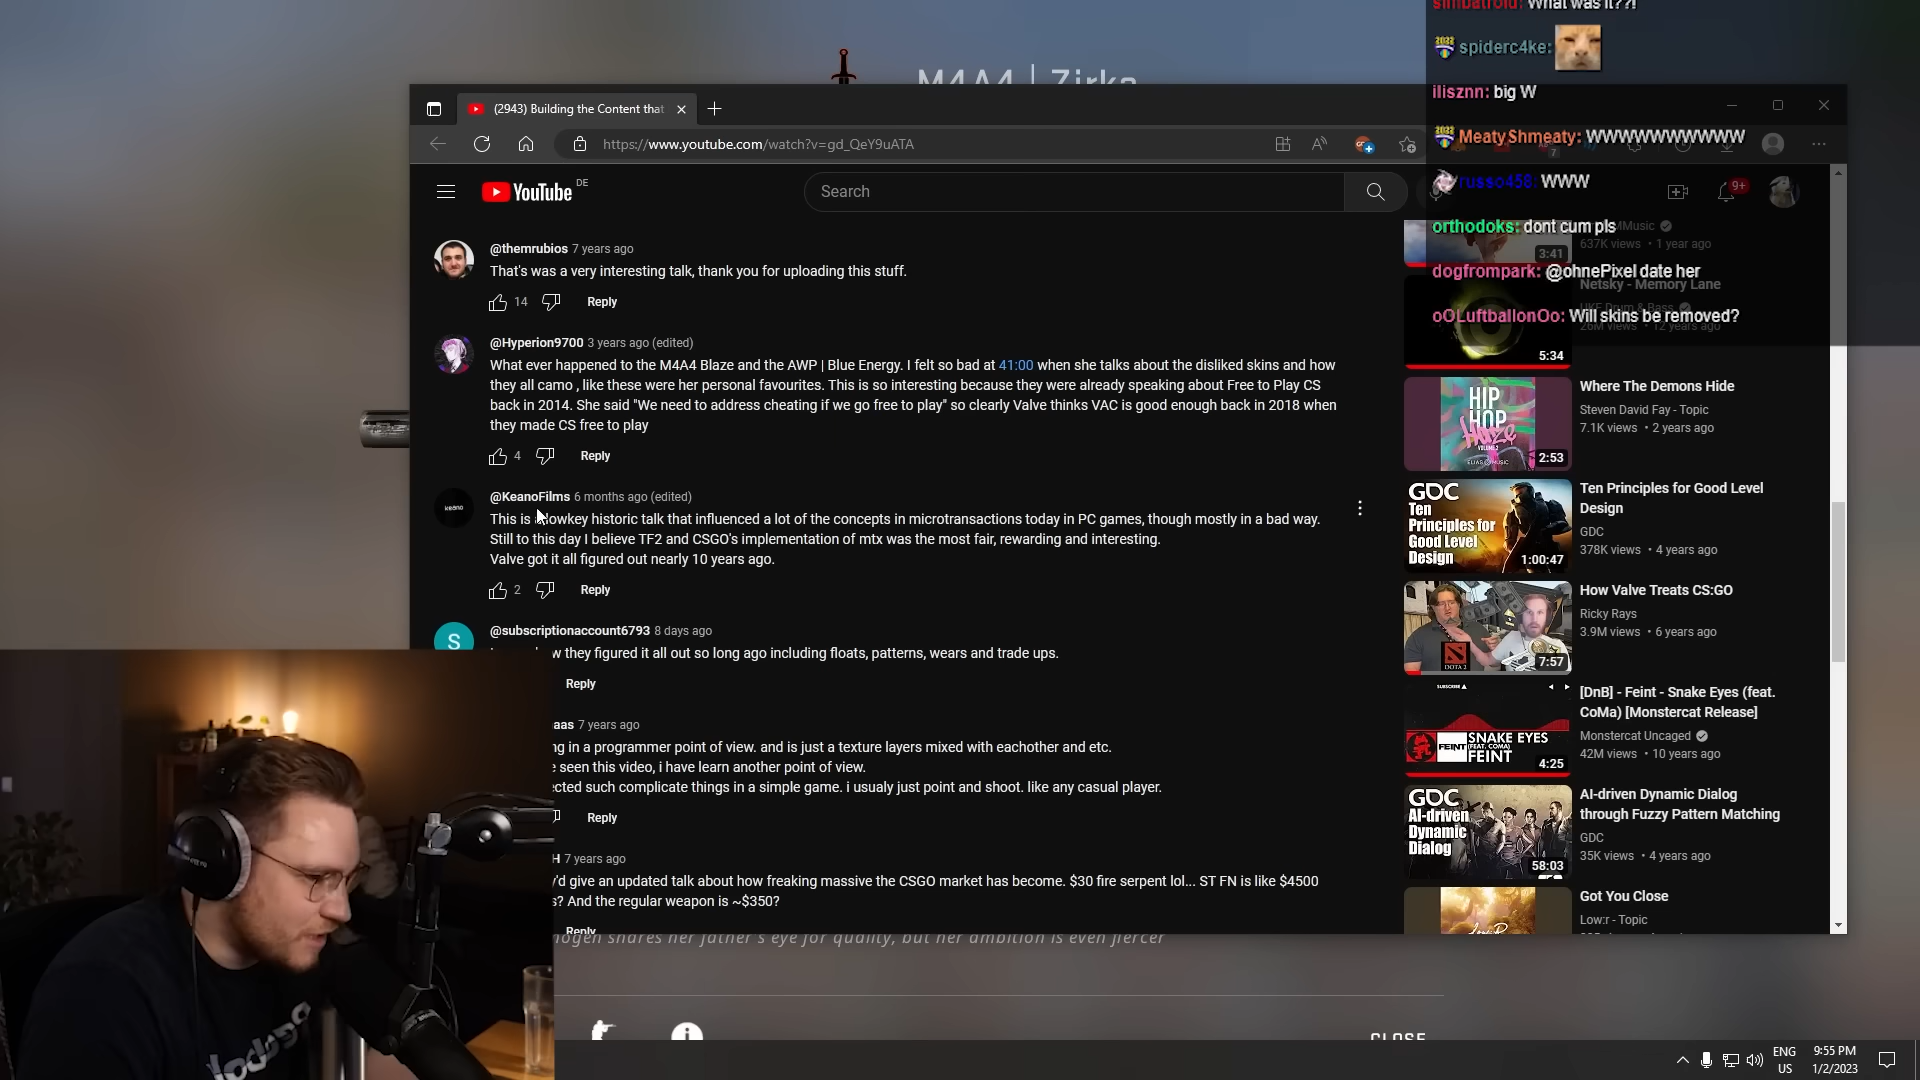 simbatroid: What was it??!
spiderc4ke:
ilisznn: big W
MeatyShmeaty: WWWWWWWWWWW
russo458: WWW
orthodoks: dont cum pls
dogfrompark: @ohnePixel date her
oOLuftballonOo: Will skins be removed?
M4A4 | Zirka
(2943) Building the Content that
https://www.youtube.com/watch?v=gd_QeY9uATA
YouTube DE
Search
9+
@themrubios 7 years ago
That's was a very interesting talk, thank you for uploading this stuff.
14 Reply
@Hyperion9700 3 years ago (edited)
What ever happened to the M4A4 Blaze and the AWP | Blue Energy. I felt so bad at 41:00 when she talks about the disliked skins and how
they all camo , like these were her personal favourites. This is so interesting because they were already speaking about Free to Play CS
back in 2014. She said "We need to address cheating if we go free to play" so clearly Valve thinks VAC is good enough back in 2018 when
they made CS free to play
4 Reply
keano
@KeanoFilms 6 months ago (edited)
This is lowkey historic talk that influenced a lot of the concepts in microtransactions today in PC games, though mostly in a bad way.
Still to this day I believe TF2 and CSGO's implementation of mtx was the most fair, rewarding and interesting.
Valve got it all figured out nearly 10 years ago.
2 Reply
S
@subscriptionaccount6793 8 days ago
w they figured it all out so long ago including floats, patterns, wears and trade ups.
Reply
aas 7 years ago
ng in a programmer point of view. and is just a texture layers mixed with eachother and etc.
e seen this video, i have learn another point of view.
ected such complicate things in a simple game. i usualy just point and shoot. like any casual player.
Reply
H 7 years ago
y'd give an updated talk about how freaking massive the CSGO market has become. $30 fire serpent lol... ST FN is like $4500
s? And the regular weapon is ~$350?
Reply
Music
637K views • 1 year ago
3:41
Netsky - Memory Lane
UKF Drum & Bass
26M views • 12 years ago
5:34
HIP
HOP
ELIAS MUSIC
2:53
Where The Demons Hide
Steven David Fay - Topic
7.1K views • 2 years ago
GDC
Ten
Principles for
Good Level
Design
1:00:47
Ten Principles for Good Level
Design
GDC
378K views • 4 years ago
DOTA 2
7:57
How Valve Treats CS:GO
Ricky Rays
3.9M views • 6 years ago
SUBSCRIBE
FEINT
SNAKE EYES
(FEAT. COMA)
FEINT
4:25
[DnB] - Feint - Snake Eyes (feat.
CoMa) [Monstercat Release]
Monstercat Uncaged
42M views • 10 years ago
GDC
AI-driven
Dynamic
Dialog
58:03
AI-driven Dynamic Dialog
through Fuzzy Pattern Matching
GDC
35K views • 4 years ago
Got You Close
Low:r - Topic
mogen shares her father's eye for quality, but her ambition is even fiercer
CLOSE
ENG
US
9:55 PM
1/2/2023